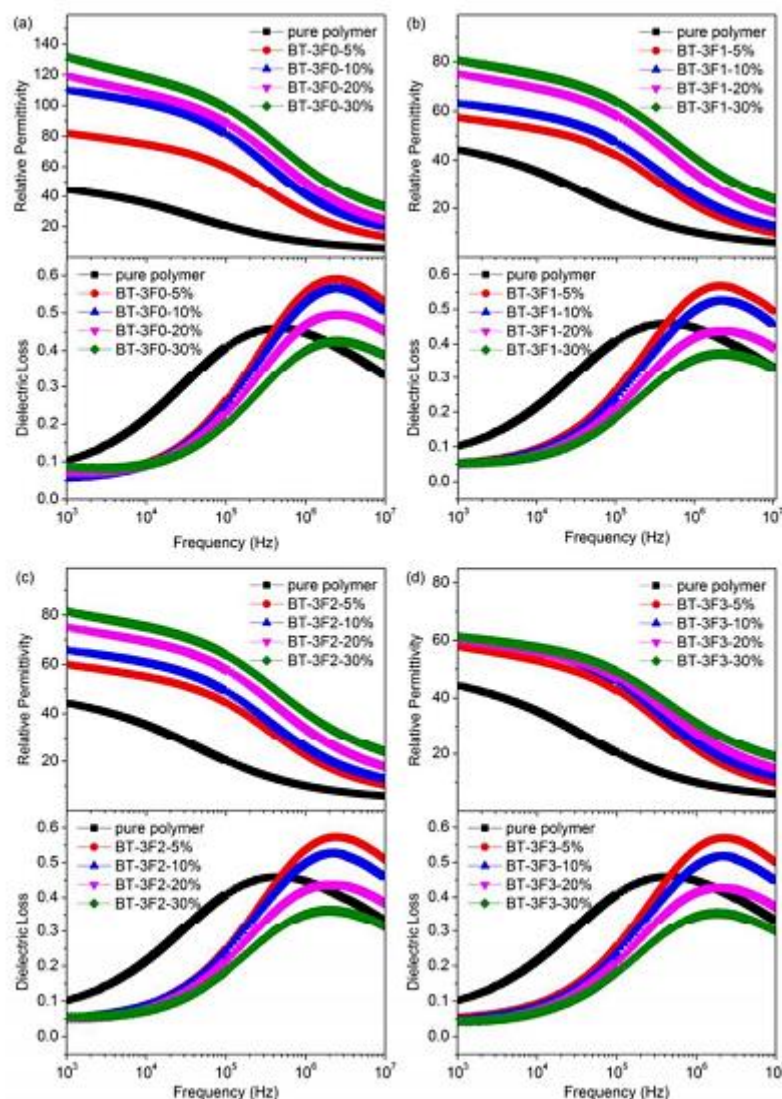 (a)
pure polymer
BT-3F0-5%
BT-3F0-10%
BT-3F0-20%
BT-3F0-30%
Relative Permittivity
140
120
100
80
60
40
20
pure polymer
BT-3F0-5%
BT-3F0-10%
BT-3F0-20%
BT-3F0-30%
Dielectric Loss
0.6
0.5
0.4
0.3
0.2
0.1
0.0
10³ 10⁴ 10⁵ 10⁶ 10⁷
Frequency (Hz)
(b)
pure polymer
BT-3F1-5%
BT-3F1-10%
BT-3F1-20%
BT-3F1-30%
Relative Permittivity
80
60
40
20
pure polymer
BT-3F1-5%
BT-3F1-10%
BT-3F1-20%
BT-3F1-30%
Dielectric Loss
0.6
0.5
0.4
0.3
0.2
0.1
0.0
10³ 10⁴ 10⁵ 10⁶ 10⁷
Frequency (Hz)
(c)
pure polymer
BT-3F2-5%
BT-3F2-10%
BT-3F2-20%
BT-3F2-30%
Relative Permittivity
80
60
40
20
pure polymer
BT-3F2-5%
BT-3F2-10%
BT-3F2-20%
BT-3F2-30%
Dielectric Loss
0.6
0.5
0.4
0.3
0.2
0.1
0.0
10³ 10⁴ 10⁵ 10⁶ 10⁷
Frequency (Hz)
(d)
pure polymer
BT-3F3-5%
BT-3F3-10%
BT-3F3-20%
BT-3F3-30%
Relative Permittivity
80
60
40
20
pure polymer
BT-3F3-5%
BT-3F3-10%
BT-3F3-20%
BT-3F3-30%
Dielectric Loss
0.6
0.5
0.4
0.3
0.2
0.1
0.0
10³ 10⁴ 10⁵ 10⁶ 10⁷
Frequency (Hz)